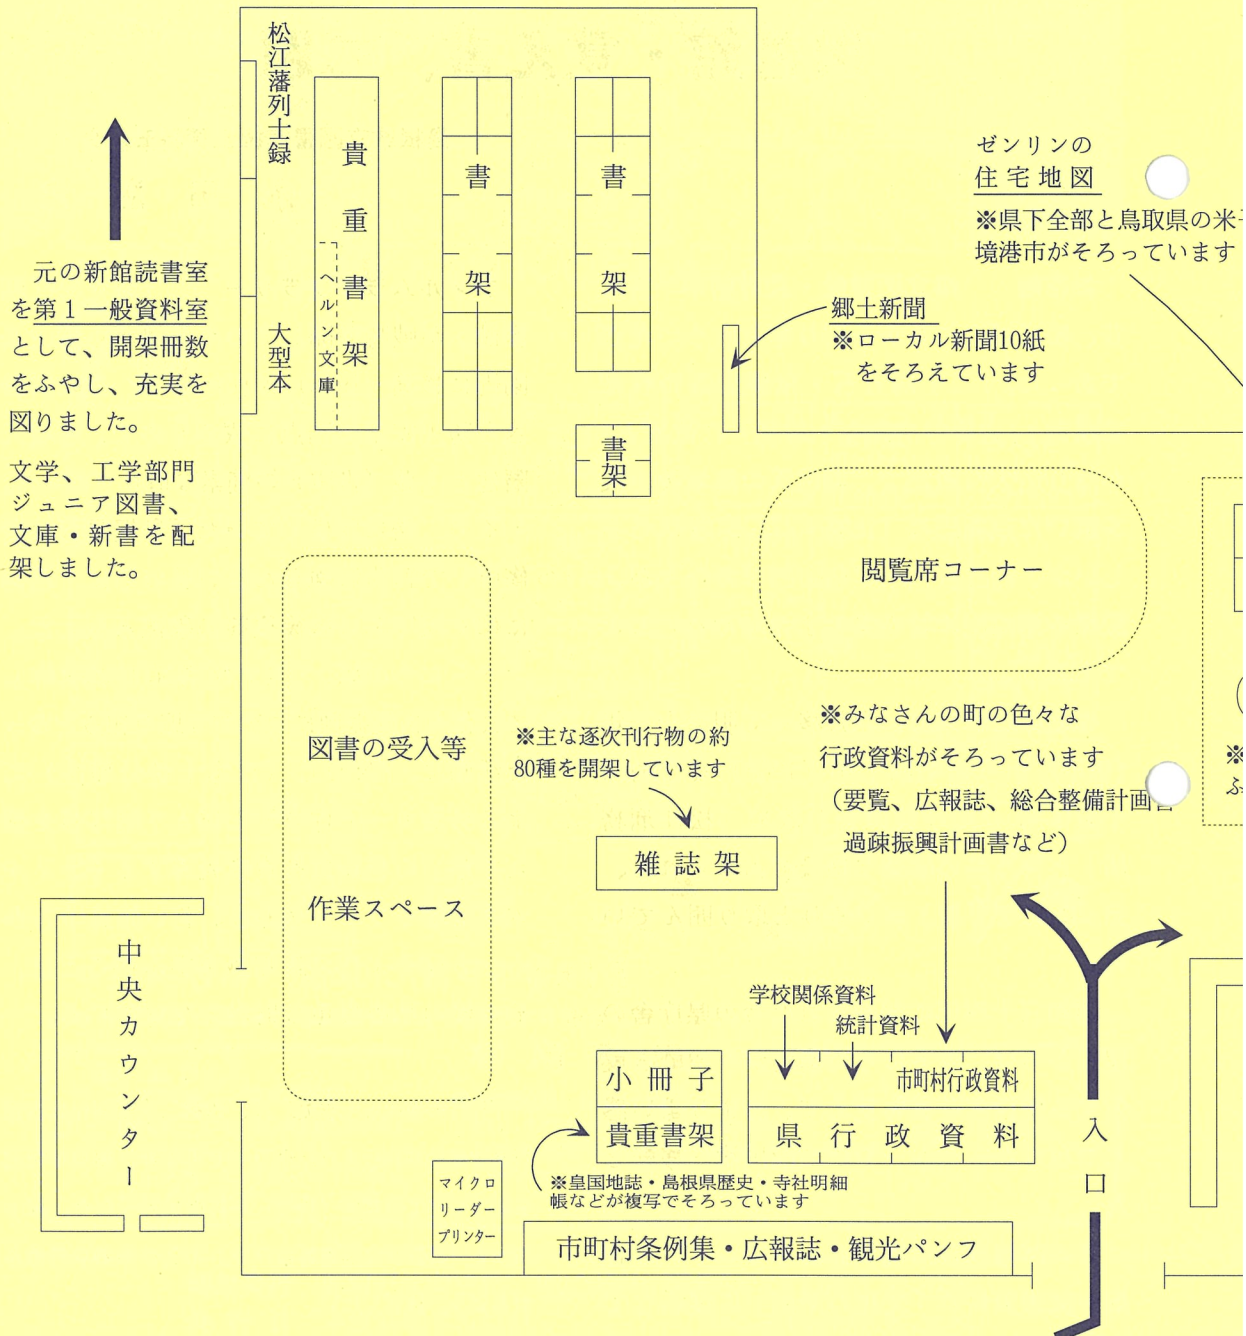 松江藩列士録
大型本
貴重書架
ヘルン文庫
書架
書架
書架
元の新館読書室
を第1一般資料室
として、開架冊数
をふやし、充実を
図りました。
文学、工学部門
ジュニア図書、
文庫・新書を配
架しました。
ゼンリンの
住宅地図
※県下全部と鳥取県の米子
境港市がそろっています
郷土新聞
※ローカル新聞10紙
をそろえています
閲覧席コーナー
図書の受入等
作業スペース
※主な逐次刊行物の約
80種を開架しています
雑誌架
※みなさんの町の色々な
行政資料がそろっています
（要覧、広報誌、総合整備計画書
過疎振興計画書など）
※
ふ
中央カウンター
学校関係資料
統計資料
小冊子
貴重書架
市町村行政資料
県行政資料
※皇国地誌・島根県歴史・寺社明細
帳などが複写でそろっています
マイクロ
リーダー
プリンター
市町村条例集・広報誌・観光パンフ
入口